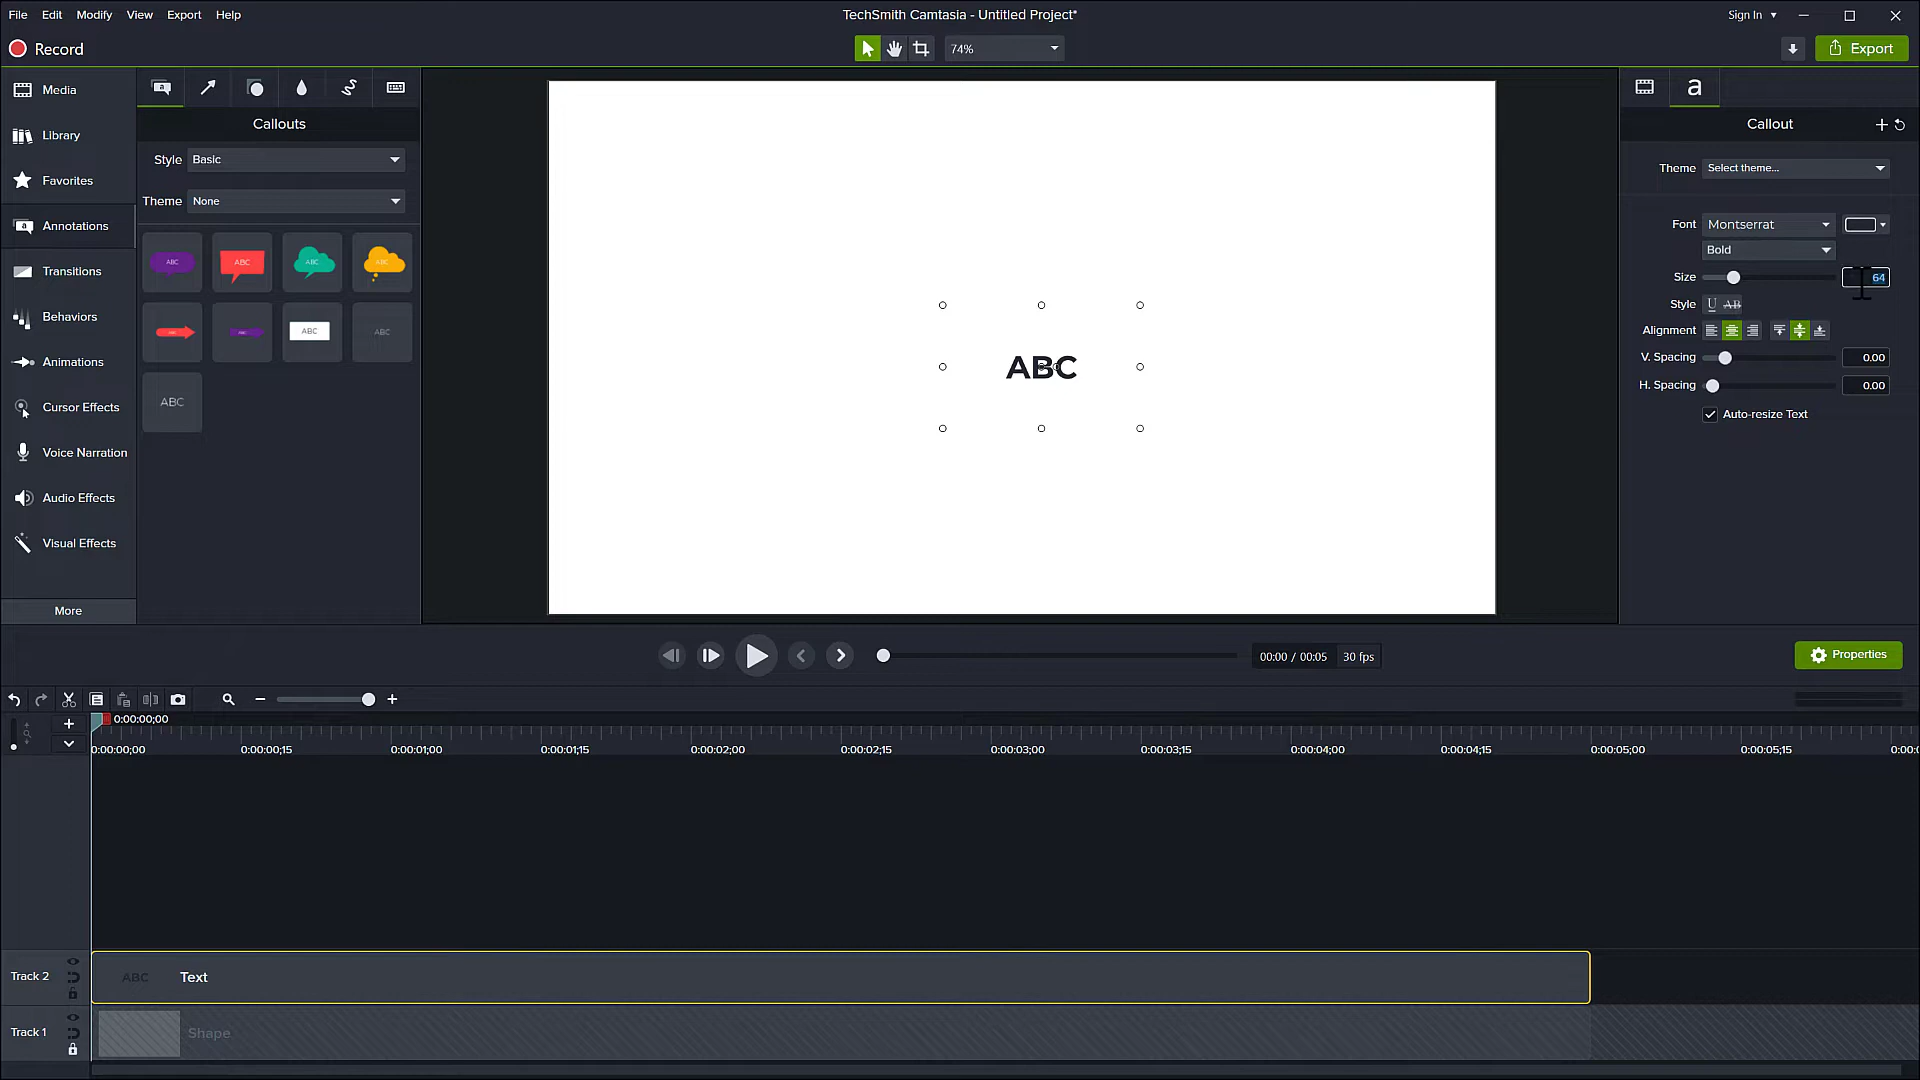 File Edit Modify View Export Help
TechSmith Camtasia - Untitled Project*
Sign In
Record
74%
Export
Media
Library
Favorites
Annotations
Transitions
Behaviors
Animations
Cursor Effects
Voice Narration
Audio Effects
Visual Effects
More
Callouts
Style Basic
Theme None
ABC ABC ABC ABC
ABC ABC
ABC
ABC
a
Callout
Theme Select theme...
Font Montserrat
Bold
Size 64
Style U AB
Alignment
V. Spacing 0.00
H. Spacing 0.00
Auto-resize Text
00:00 / 00:05 30 fps
Properties
0:00:00;00
0:00:00;00 0:00:00;15 0:00:01;00 0:00:01;15 0:00:02;00 0:00:02;15 0:00:03;00 0:00:03;15 0:00:04;00 0:00:04;15 0:00:05;00 0:00:05;15 0:00:0
Track 2 ABC Text
Track 1 Shape